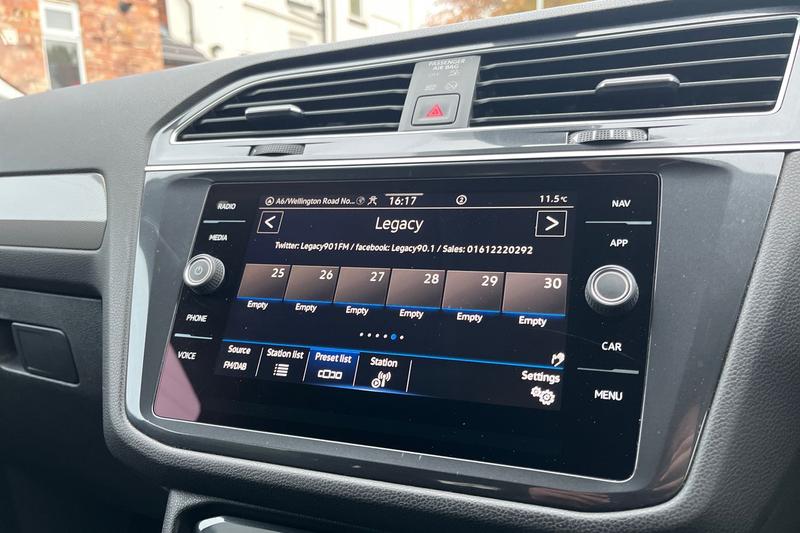 PASSENGER
AIR BAG
RADIO
MEDIA
PHONE
VOICE
A6/Wellington Road No... 16:17 2 11.5°C
< Legacy >
Twitter: Legacy901FM / facebook: Legacy90.1 / Sales: 01612220292
25 26 27 28 29 30
Empty Empty Empty Empty Empty Empty
Source Station list Preset list Station Settings
FM/DAB
NAV
APP
CAR
MENU